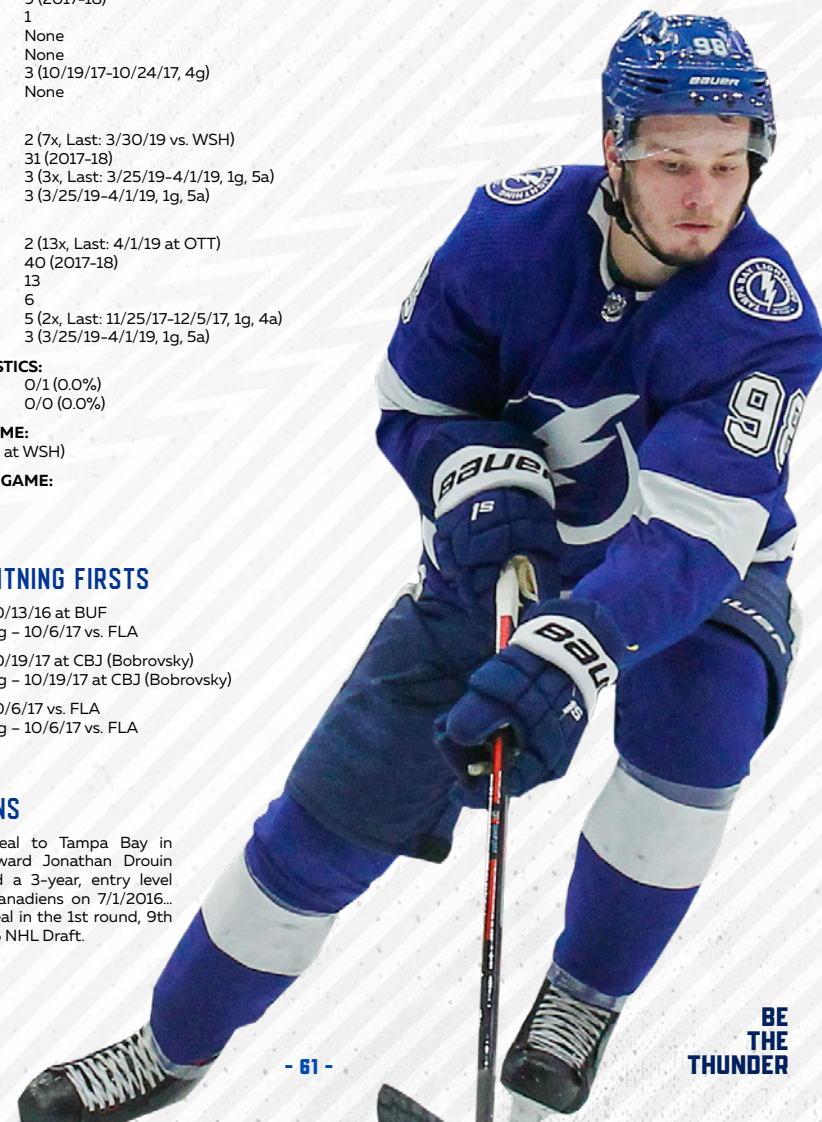 1
None
None
3 (10/19/17-10/24/17, 4g)
None
2 (7x, Last: 3/30/19 vs. WSH)
31 (2017-18)
3 (3x, Last: 3/25/19-4/1/19, 1g, 5a)
3 (3/25/19-4/1/19, 1g, 5a)
2 (13x, Last: 4/1/19 at OTT)
40 (2017-18)
13
6
5 (2x, Last: 11/25/17-12/5/17, 1g, 4a)
3 (3/25/19-4/1/19, 1g, 5a)
STICS:
0/1 (0.0%)
0/0 (0.0%)
ME:
at WSH)
GAME:
TNING FIRSTS
0/13/16 at BUF
g – 10/6/17 vs. FLA
0/19/17 at CBJ (Bobrovsky)
g – 10/19/17 at CBJ (Bobrovsky)
0/6/17 vs. FLA
g – 10/6/17 vs. FLA
NS
eal to Tampa Bay in
ward Jonathan Drouin
d a 3-year, entry level
anadiens on 7/1/2016...
eal in the 1st round, 9th
NHL Draft.
98
BAUER
LIGHTNING
TAMPA BAY LIGHTNING
98
BAUER
1S
BAU
1S
- 61 -
BE
THE
THUNDER